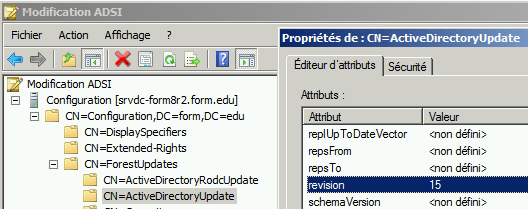 Modification ADSI
Fichier Action Affichage ?
Modification ADSI
Configuration [srvdc-form8r2.form.edu]
CN=Configuration,DC=form,DC=edu
CN=DisplaySpecifiers
CN=Extended-Rights
CN=ForestUpdates
CN=ActiveDirectoryRodcUpdate
CN=ActiveDirectoryUpdate
Propriétés de : CN=ActiveDirectoryUpdate
Éditeur d'attributs Sécurité
Attributs :
Attribut Valeur
replUpToDateVector <non défini>
repsFrom <non défini>
repsTo <non défini>
revision 15
schemaVersion <non défini>